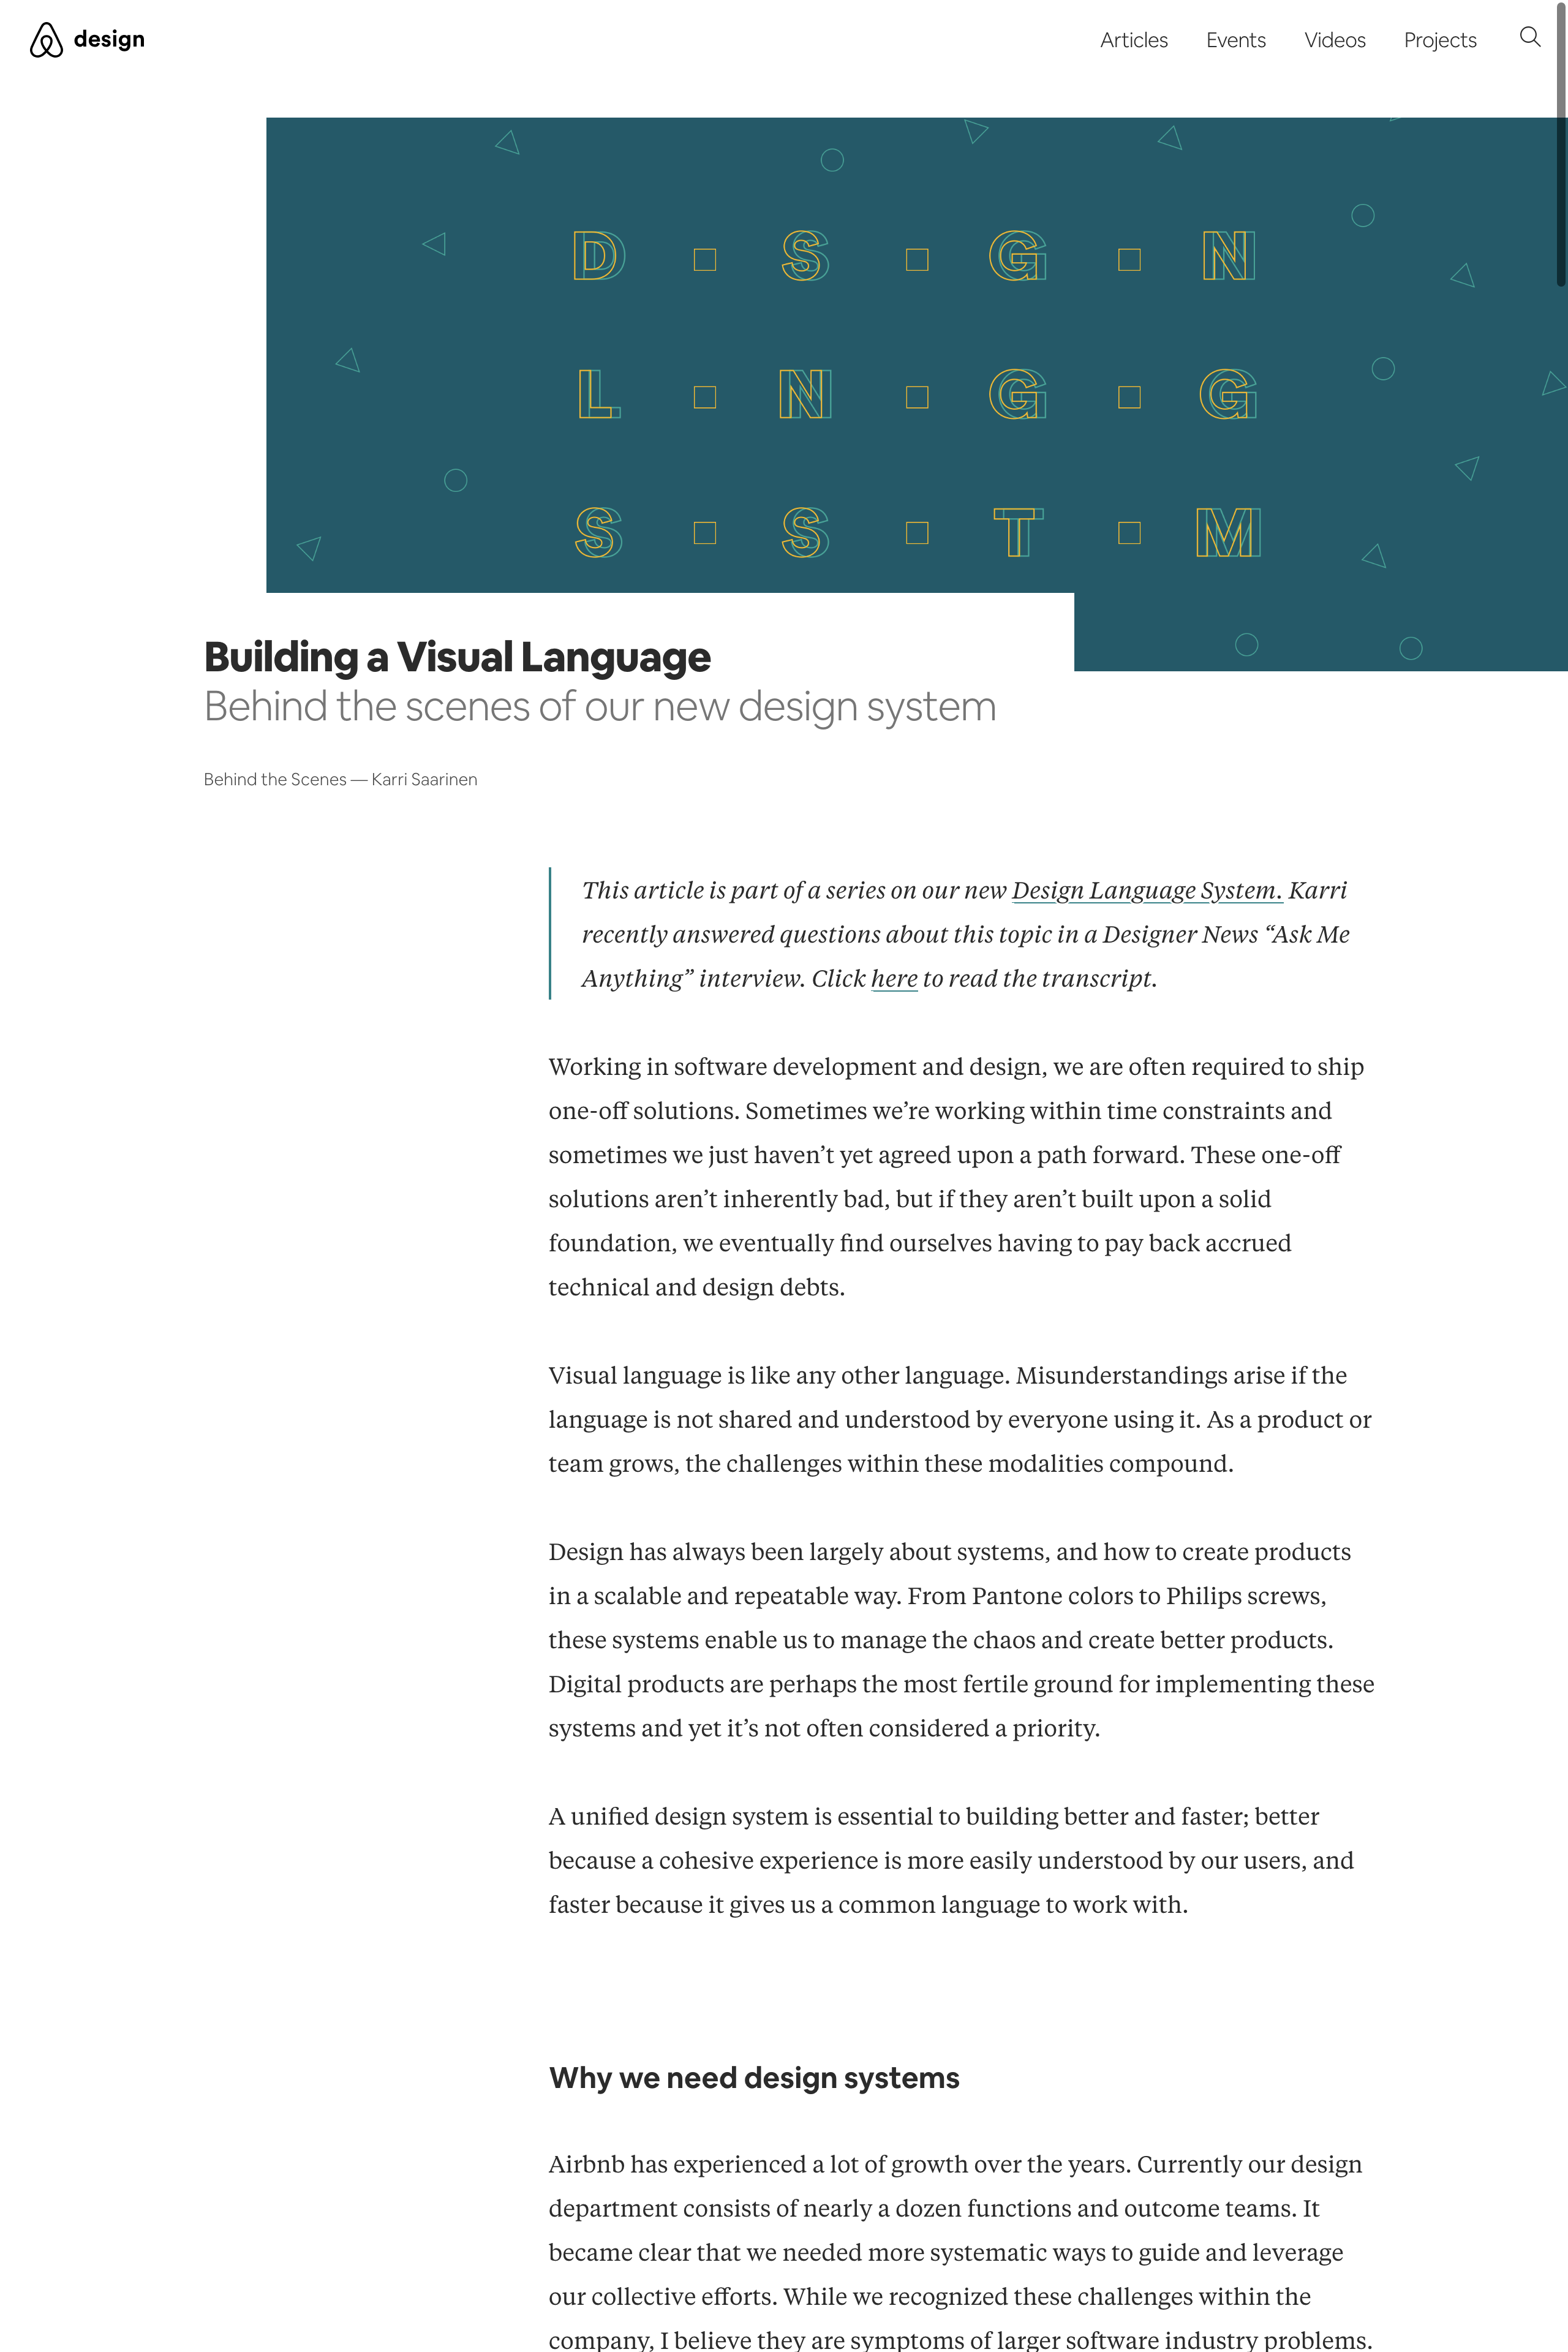 design
Articles Events Videos Projects
D S G N
L N G G
S S T M
Building a Visual Language
Behind the scenes of our new design system
Behind the Scenes — Karri Saarinen
This article is part of a series on our new Design Language System. Karri
recently answered questions about this topic in a Designer News “Ask Me
Anything” interview. Click here to read the transcript.
Working in software development and design, we are often required to ship
one-off solutions. Sometimes we’re working within time constraints and
sometimes we just haven’t yet agreed upon a path forward. These one-off
solutions aren’t inherently bad, but if they aren’t built upon a solid
foundation, we eventually find ourselves having to pay back accrued
technical and design debts.
Visual language is like any other language. Misunderstandings arise if the
language is not shared and understood by everyone using it. As a product or
team grows, the challenges within these modalities compound.
Design has always been largely about systems, and how to create products
in a scalable and repeatable way. From Pantone colors to Philips screws,
these systems enable us to manage the chaos and create better products.
Digital products are perhaps the most fertile ground for implementing these
systems and yet it’s not often considered a priority.
A unified design system is essential to building better and faster; better
because a cohesive experience is more easily understood by our users, and
faster because it gives us a common language to work with.
Why we need design systems
Airbnb has experienced a lot of growth over the years. Currently our design
department consists of nearly a dozen functions and outcome teams. It
became clear that we needed more systematic ways to guide and leverage
our collective efforts. While we recognized these challenges within the
company, I believe they are symptoms of larger software industry problems.